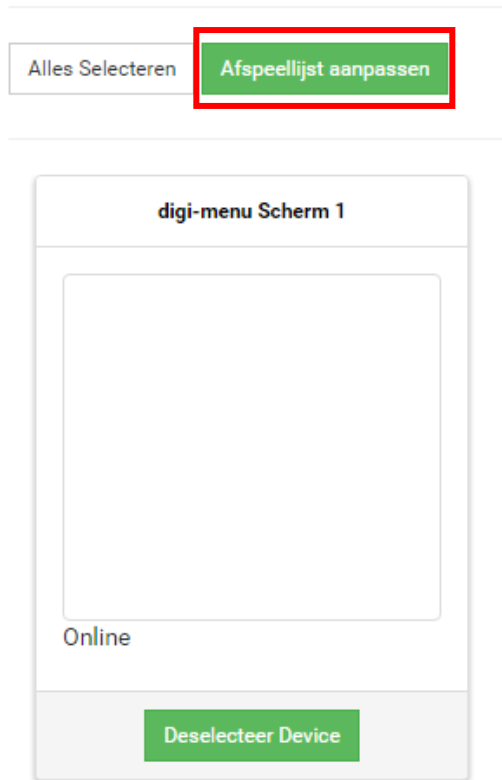 Alles Selecteren Afspeellijst aanpassen
digi-menu Scherm 1
Online
Deselecteer Device